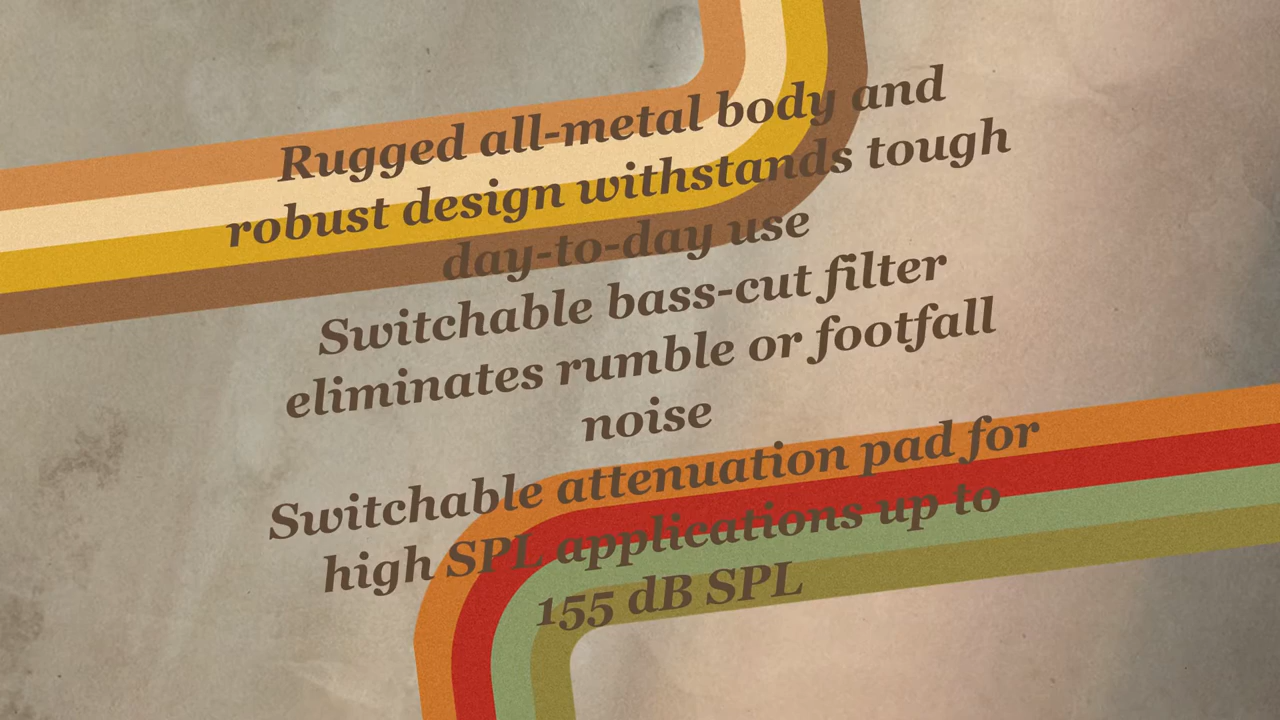 Rugged all-metal body and
robust design withstands tough
day-to-day use
Switchable bass-cut filter
eliminates rumble or footfall
noise
Switchable attenuation pad for
high SPL applications up to
155 dB SPL